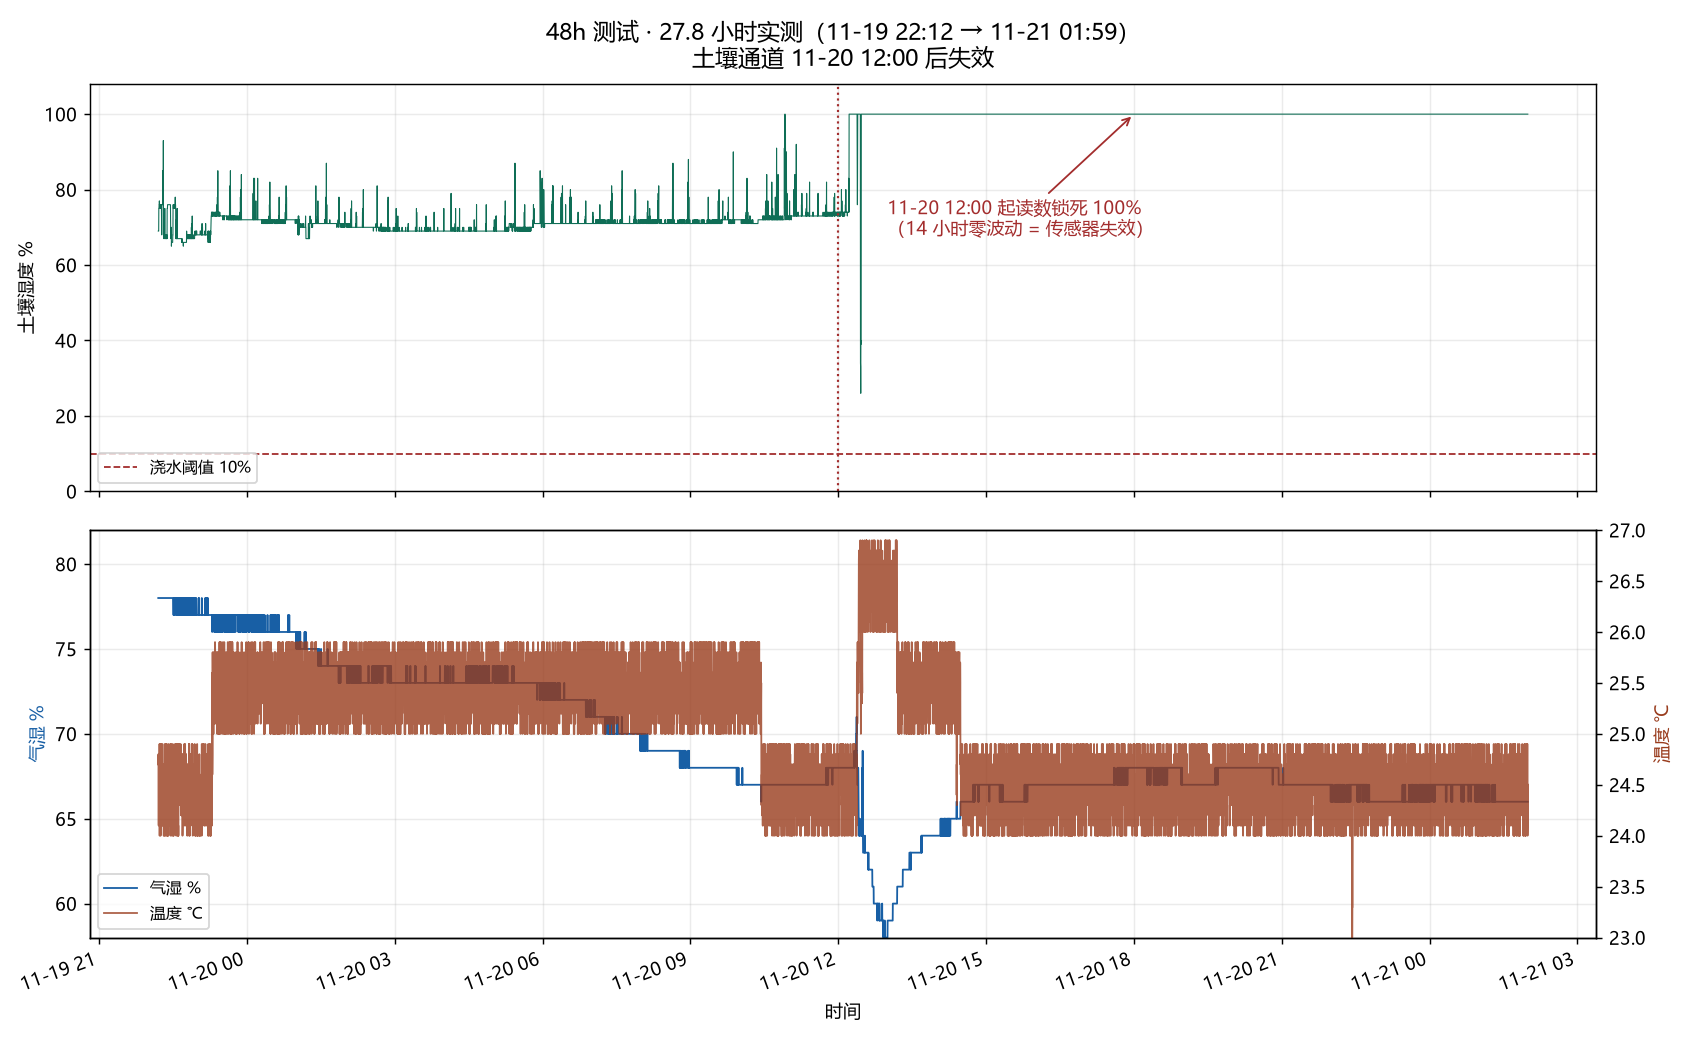 48h 测试 · 27.8 小时实测（11-19 22:12 → 11-21 01:59）
土壤通道 11-20 12:00 后失效
土壤湿度 %
100
80
60
40
20
0
11-20 12:00 起读数锁死 100%
(14 小时零波动 = 传感器失效)
浇水阈值 10%
气湿 %
80
75
70
65
60
27.0
26.5
26.0
25.5
25.0
24.5
24.0
23.5
23.0
温度 °C
气湿 %
温度 °C
11-19 21
11-20 00
11-20 03
11-20 06
11-20 09
11-20 12
11-20 15
11-20 18
11-20 21
11-21 00
11-21 03
时间